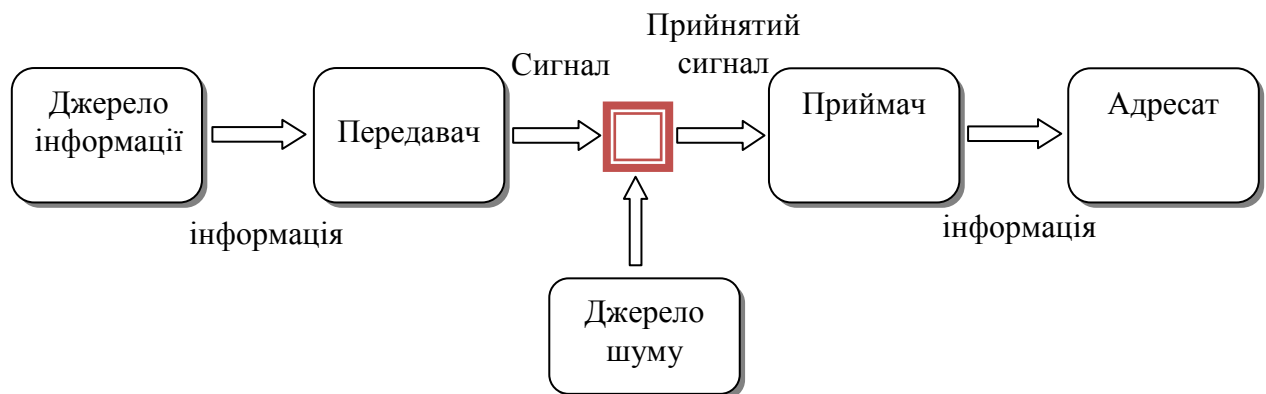 Джерело
інформації
інформація
Передавач
Сигнал
Прийнятий
сигнал
Приймач
інформація
Адресат
Джерело
шуму